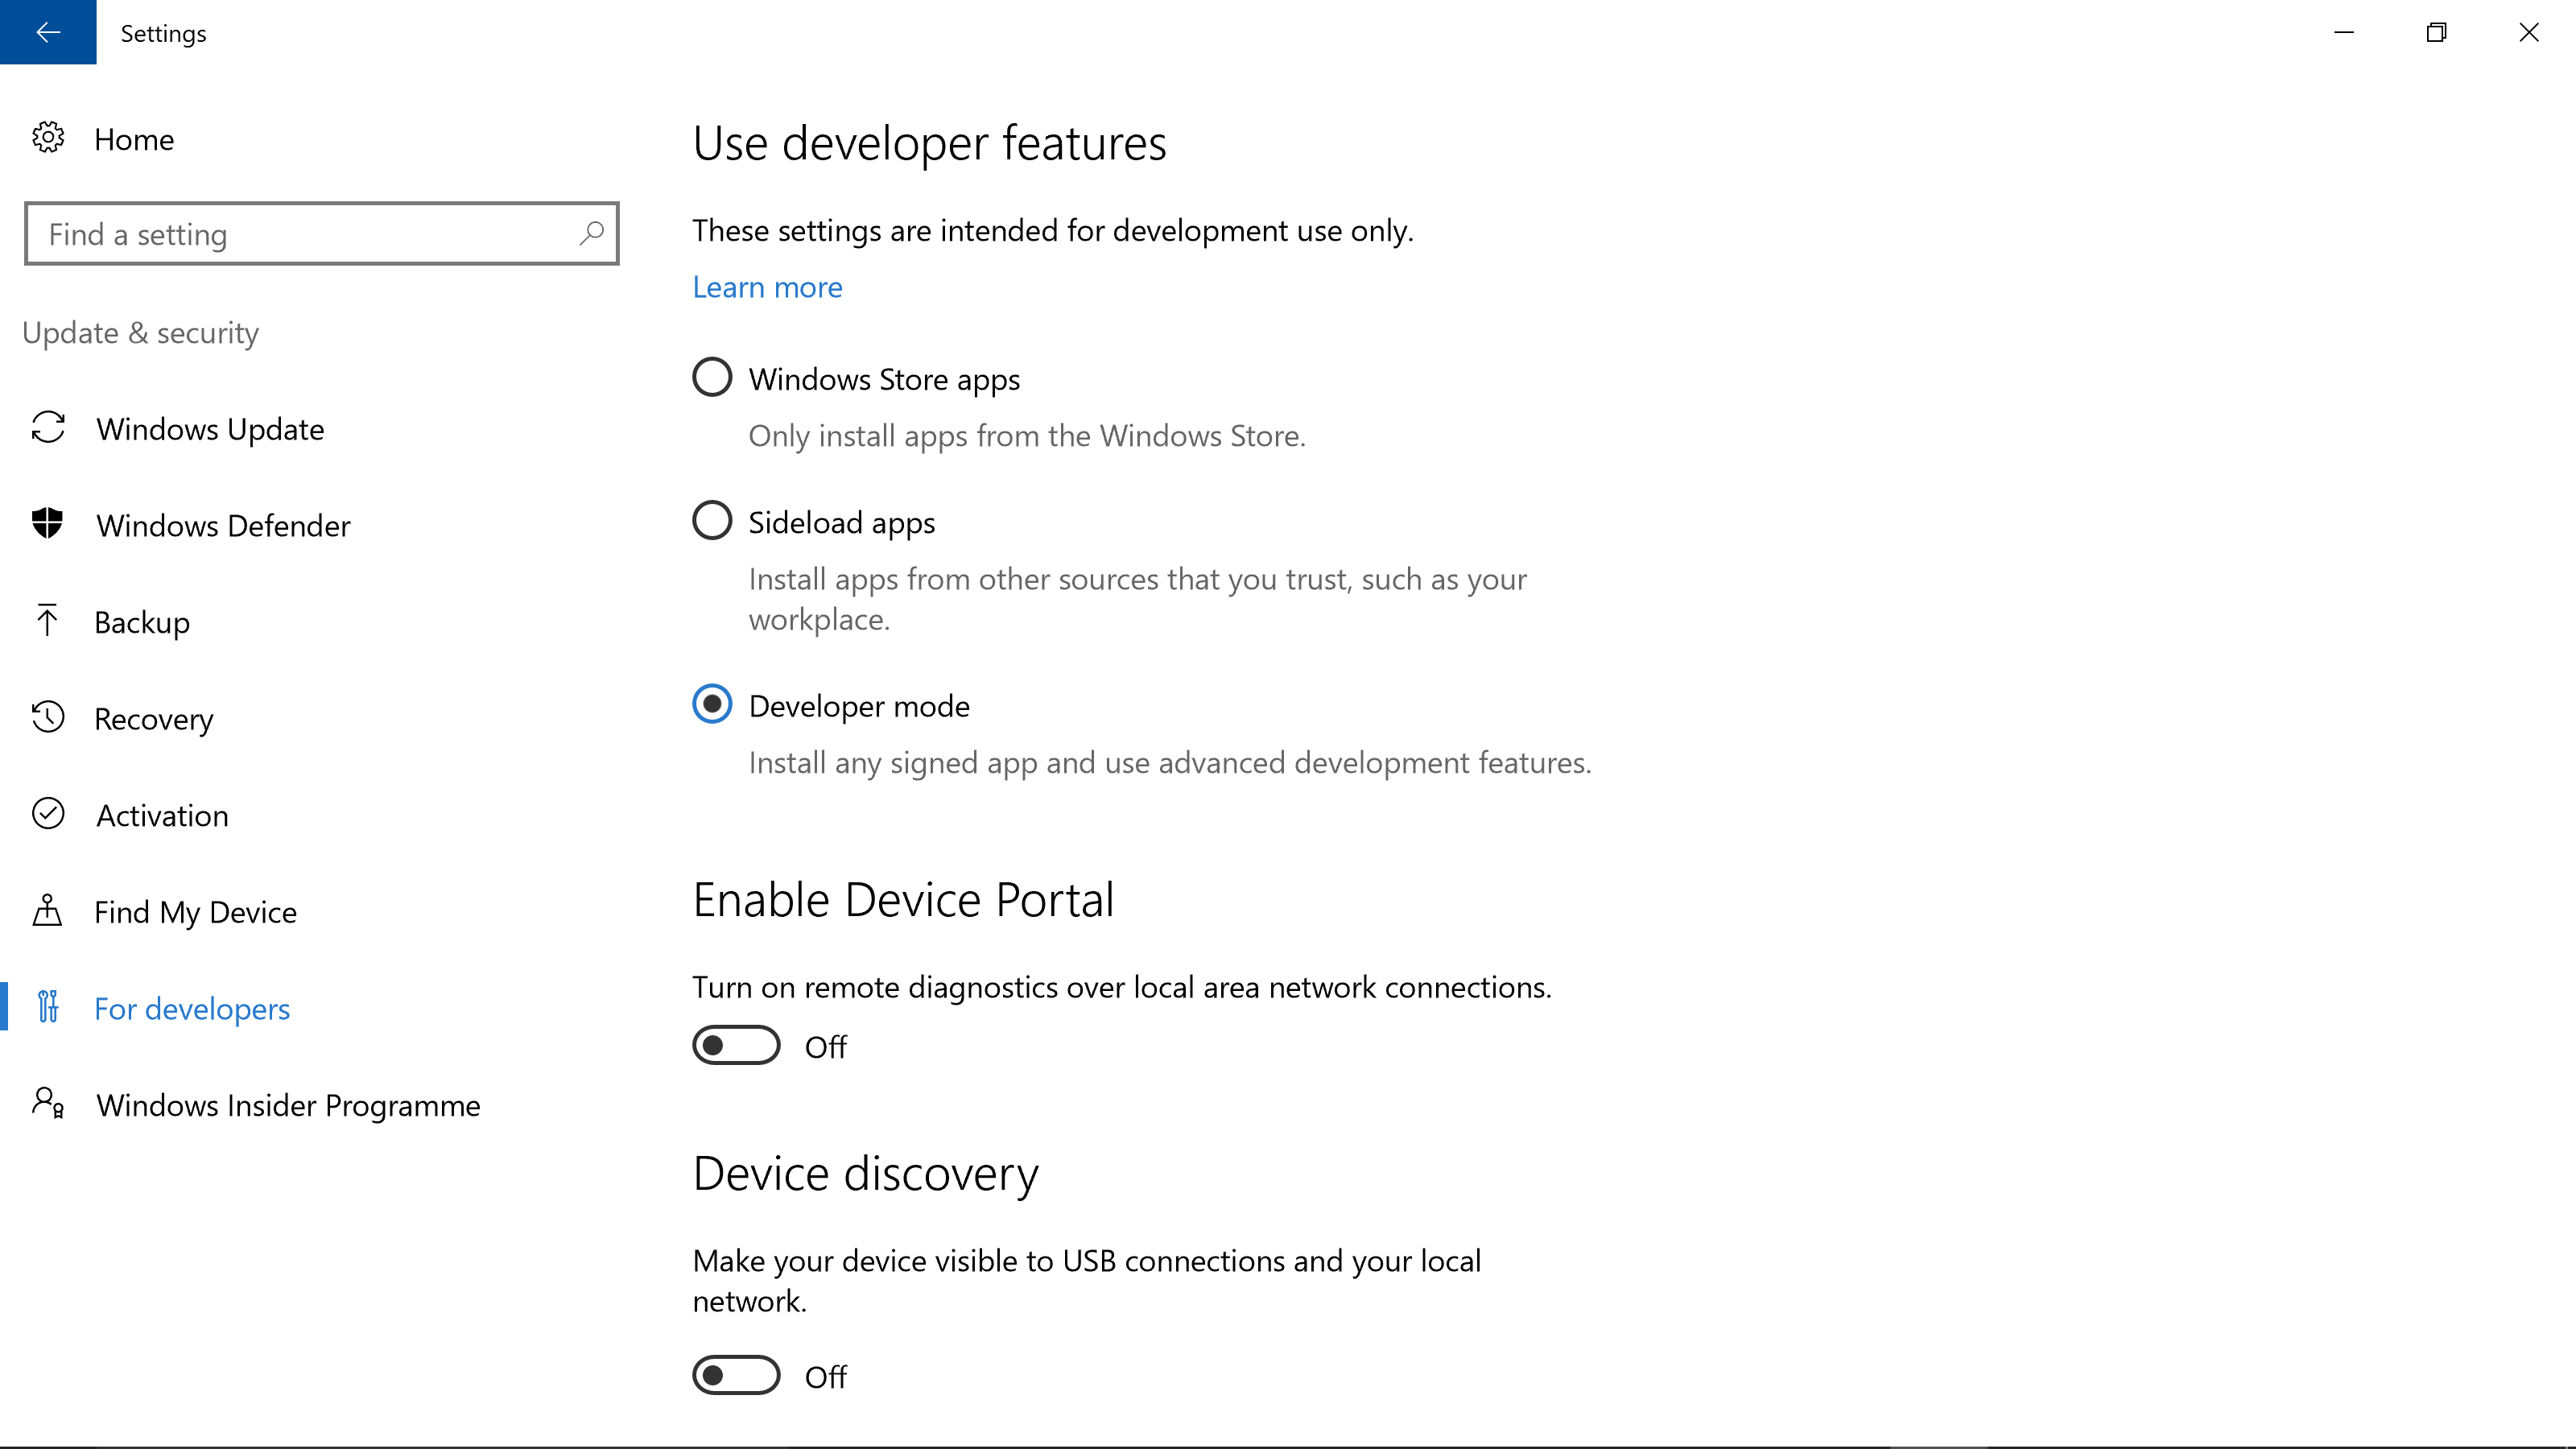 Settings
Home
Find a setting
Update & security
Windows Update
Windows Defender
Backup
Recovery
Activation
Find My Device
For developers
Windows Insider Programme
Use developer features
These settings are intended for development use only.
Learn more
Windows Store apps
Only install apps from the Windows Store.
Sideload apps
Install apps from other sources that you trust, such as your
workplace.
Developer mode
Install any signed app and use advanced development features.
Enable Device Portal
Turn on remote diagnostics over local area network connections.
Off
Device discovery
Make your device visible to USB connections and your local
network.
Off